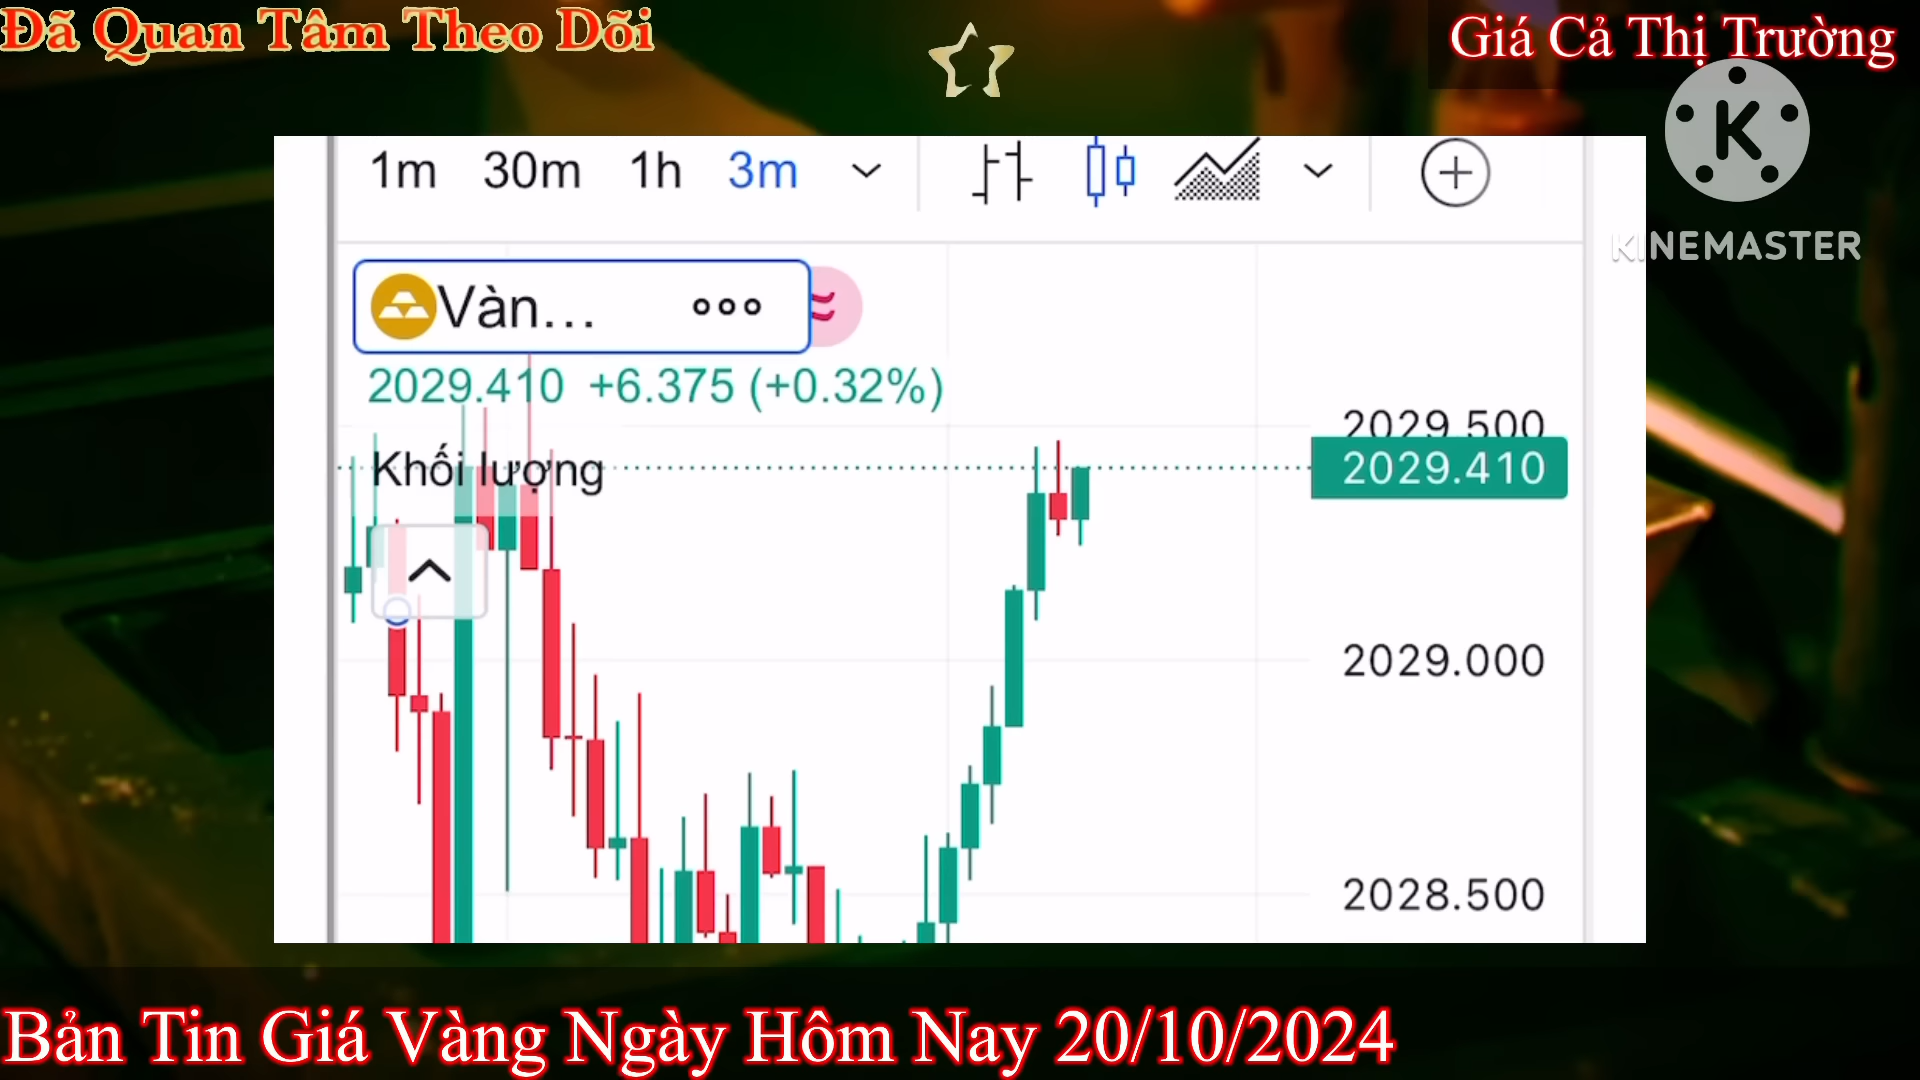 Đã Quan Tâm Theo Dõi
Giá Cả Thị Trường
K
KINEMASTER
1m 30m 1h 3m
Vàn...
2029.410 +6.375 (+0.32%)
Khối lượng
2029.500
2029.410
2029.000
2028.500
Bản Tin Giá Vàng Ngày Hôm Nay 20/10/2024